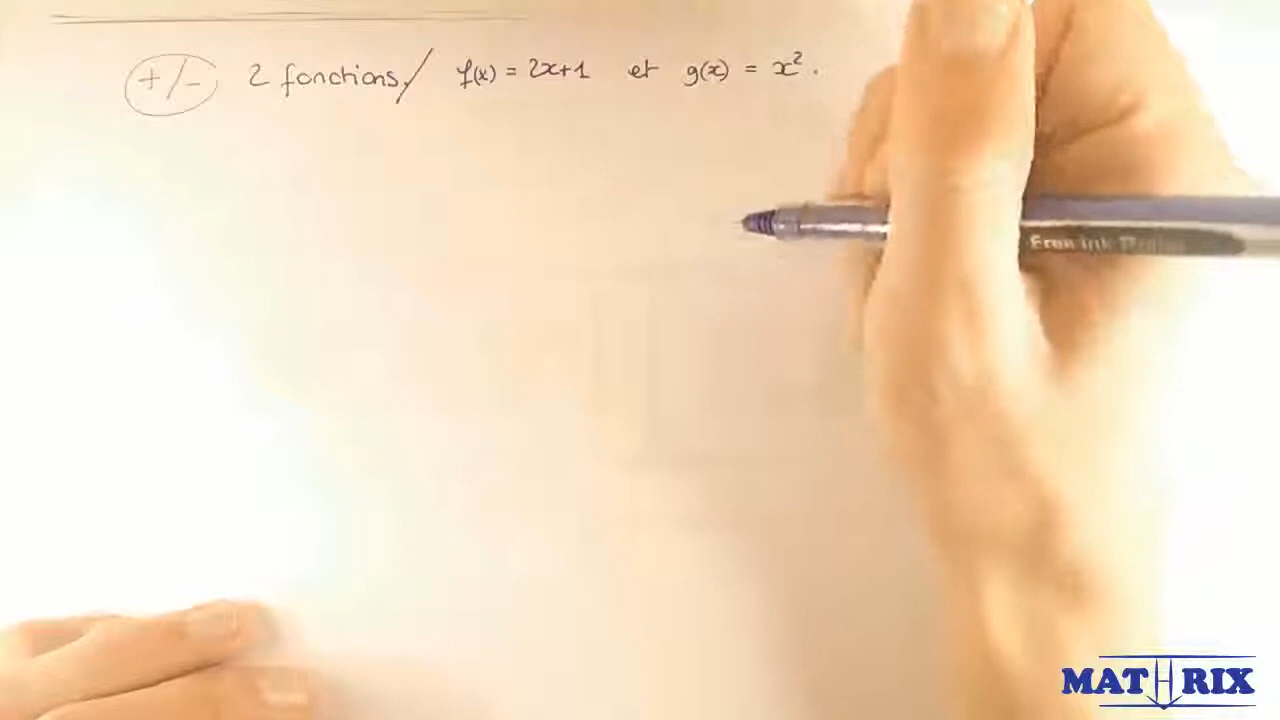 +/- 2 fonctions/ f(x) = 2x+1 et g(x) = x².
MATHRIX